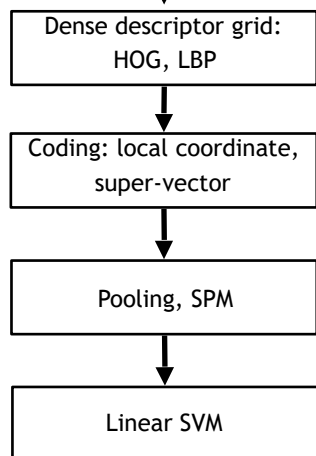 Dense descriptor grid:
HOG, LBP
Coding: local coordinate,
super-vector
Pooling, SPM
Linear SVM